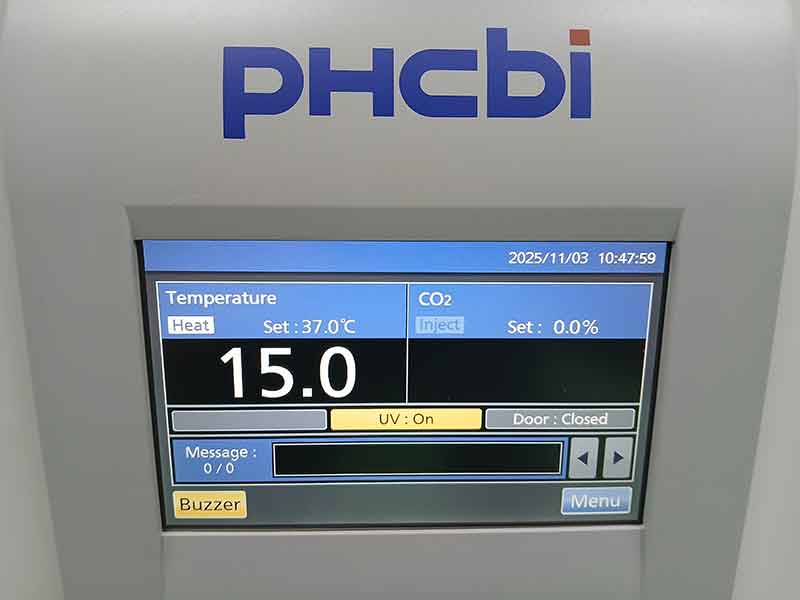 PHCbi
2025/11/03 10:47:59
Temperature
Heat Set : 37.0℃
15.0
CO₂
Inject Set : 0.0%
UV : On
Door : Closed
Message :
0 / 0
Buzzer
Menu